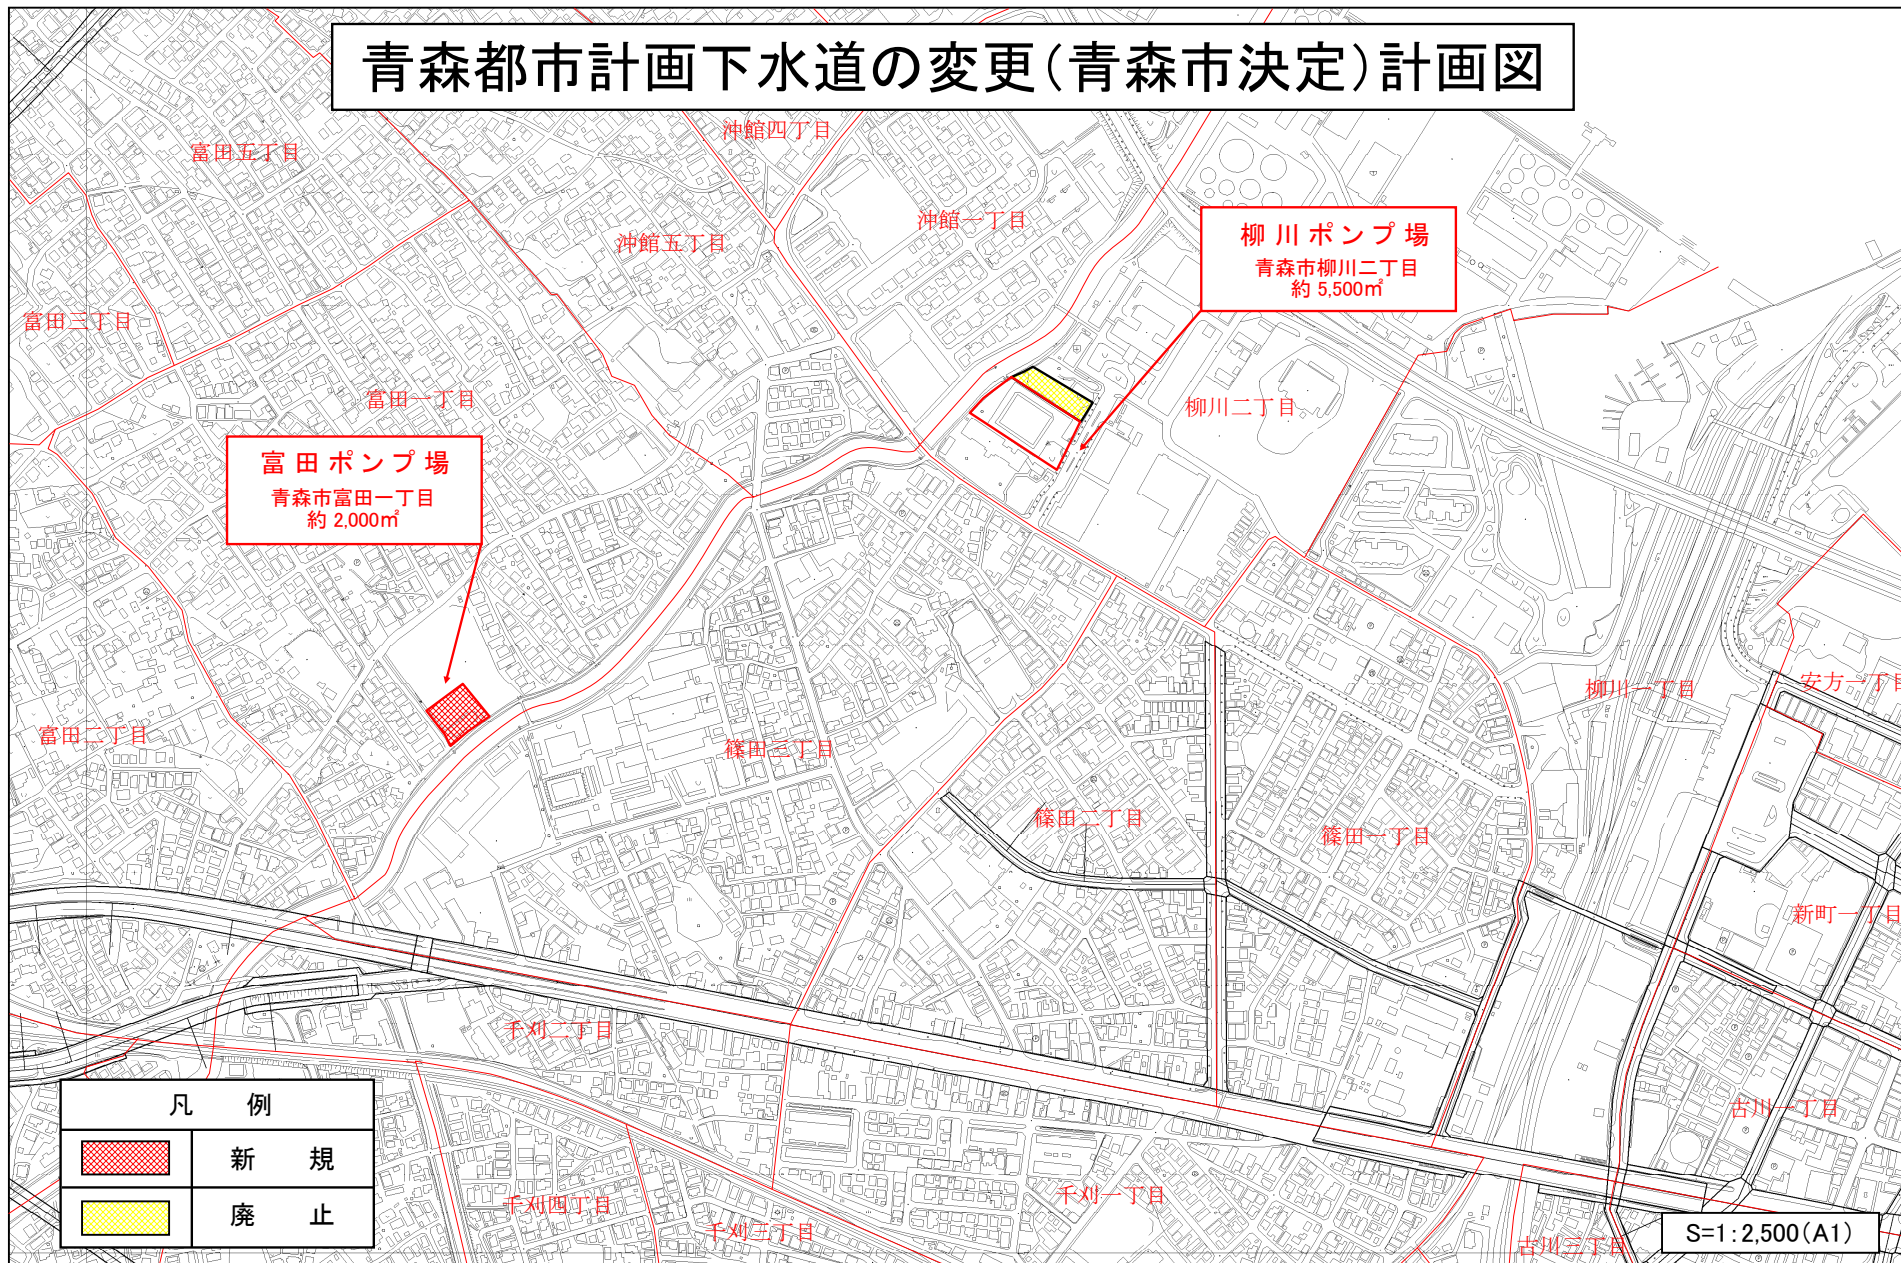 青森都市計画下水道の変更(青森市決定)計画図
沖館四丁目
富田五丁目
沖館一丁目
沖館五丁目
柳川ポンプ場
青森市柳川二丁目
約 5,500㎡
富田三丁目
富田一丁目
柳川二丁目
富田ポンプ場
青森市富田一丁目
約 2,000㎡
柳川一丁目
安方一丁目
富田二丁目
篠田三丁目
篠田二丁目
篠田一丁目
新町一丁目
千刈二丁目
古川一丁目
千刈一丁目
千刈四丁目
千刈三丁目
古川三丁目
凡 例
新 規
廃 止
S=1:2,500(A1)